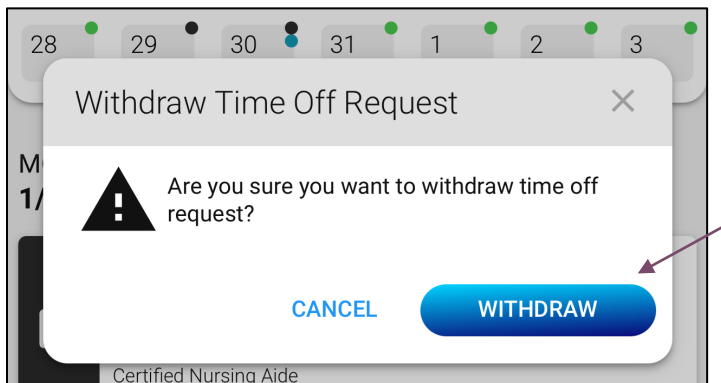 28 29 30 31 1 2 3
Withdraw Time Off Request
M
1/
Are you sure you want to withdraw time off
request?
CANCEL WITHDRAW
Certified Nursing Aide